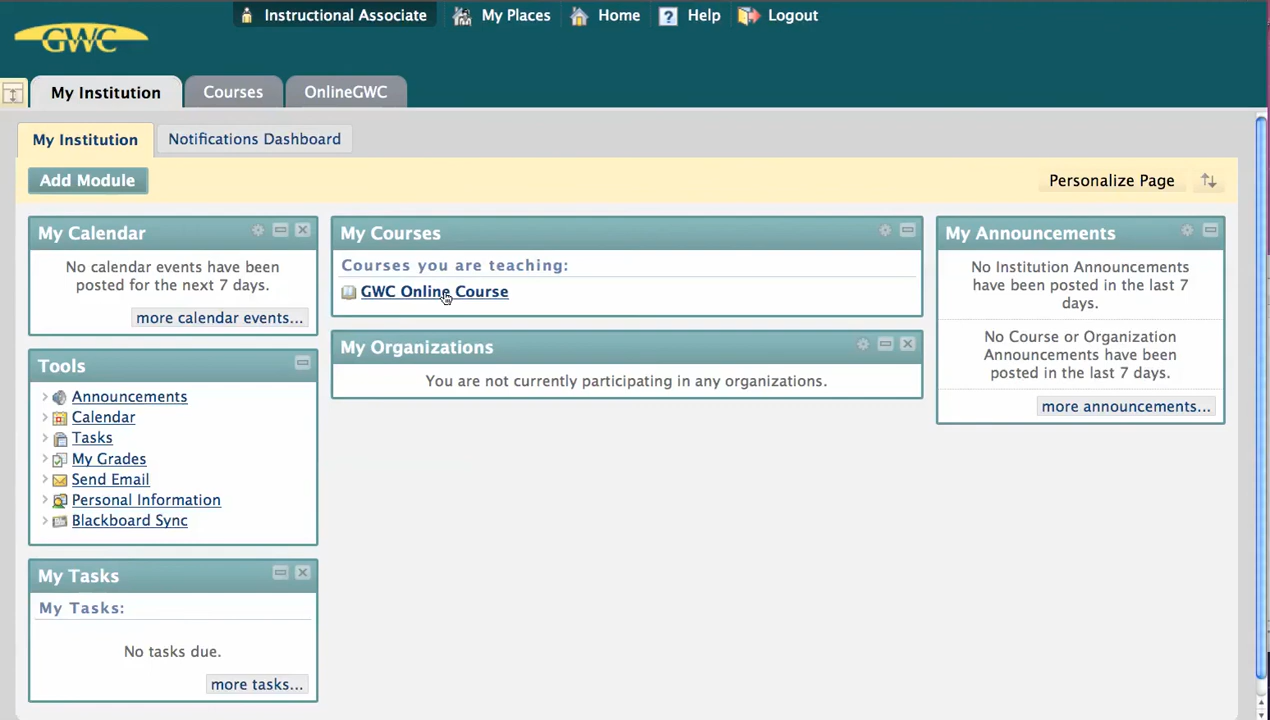 Instructional Associate My Places Home Help Logout
GWC
My Institution Courses OnlineGWC
My Institution Notifications Dashboard
Add Module Personalize Page
My Calendar
No calendar events have been
posted for the next 7 days.
more calendar events...
Tools
Announcements
Calendar
Tasks
My Grades
Send Email
Personal Information
Blackboard Sync
My Tasks
My Tasks:
No tasks due.
more tasks...
My Courses
Courses you are teaching:
GWC Online Course
My Organizations
You are not currently participating in any organizations.
My Announcements
No Institution Announcements
have been posted in the last 7
days.
No Course or Organization
Announcements have been
posted in the last 7 days.
more announcements...